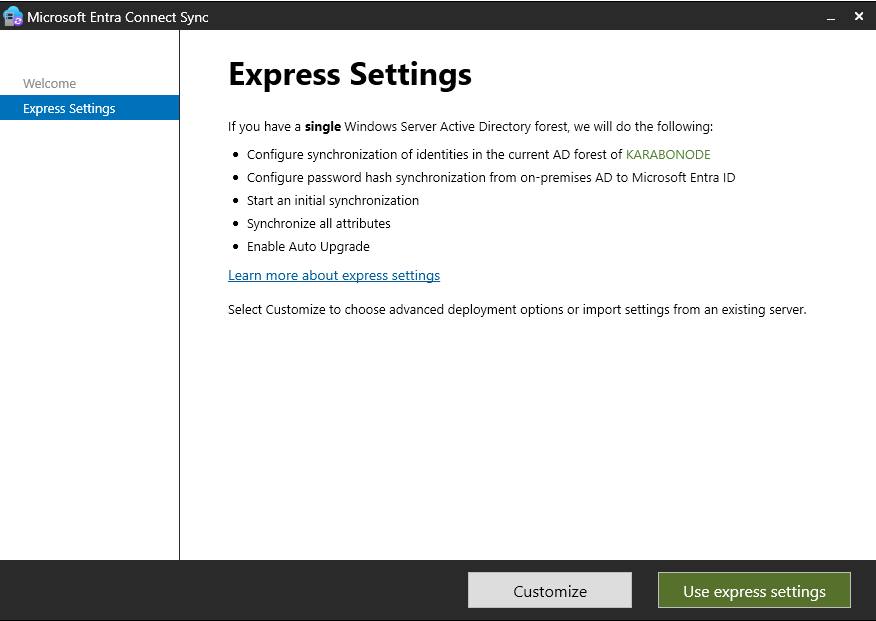 Microsoft Entra Connect Sync
Welcome
Express Settings
Express Settings
If you have a single Windows Server Active Directory forest, we will do the following:
• Configure synchronization of identities in the current AD forest of KARABONODE
• Configure password hash synchronization from on-premises AD to Microsoft Entra ID
• Start an initial synchronization
• Synchronize all attributes
• Enable Auto Upgrade
Learn more about express settings
Select Customize to choose advanced deployment options or import settings from an existing server.
Customize
Use express settings